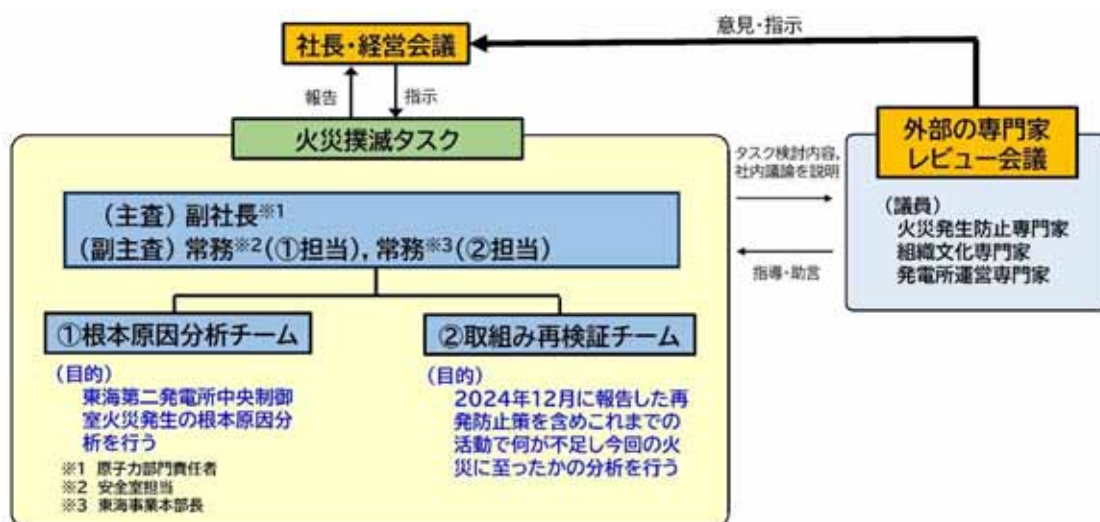 社長・経営会議
意見・指示
報告
指示
火災撲滅タスク
外部の専門家
レビュー会議
タスク検討内容,
社内議論を説明
指導・助言
(議員)
火災発生防止専門家
組織文化専門家
発電所運営専門家
(主査) 副社長※1
(副主査) 常務※2(①担当), 常務※3(②担当)
①根本原因分析チーム
(目的)
東海第二発電所中央制御
室火災発生の根本原因分
析を行う
②取組み再検証チーム
(目的)
2024年12月に報告した再
発防止策を含めこれまでの
活動で何が不足し今回の火
災に至ったかの分析を行う
※1 原子力部門責任者
※2 安全室担当
※3 東海事業本部長